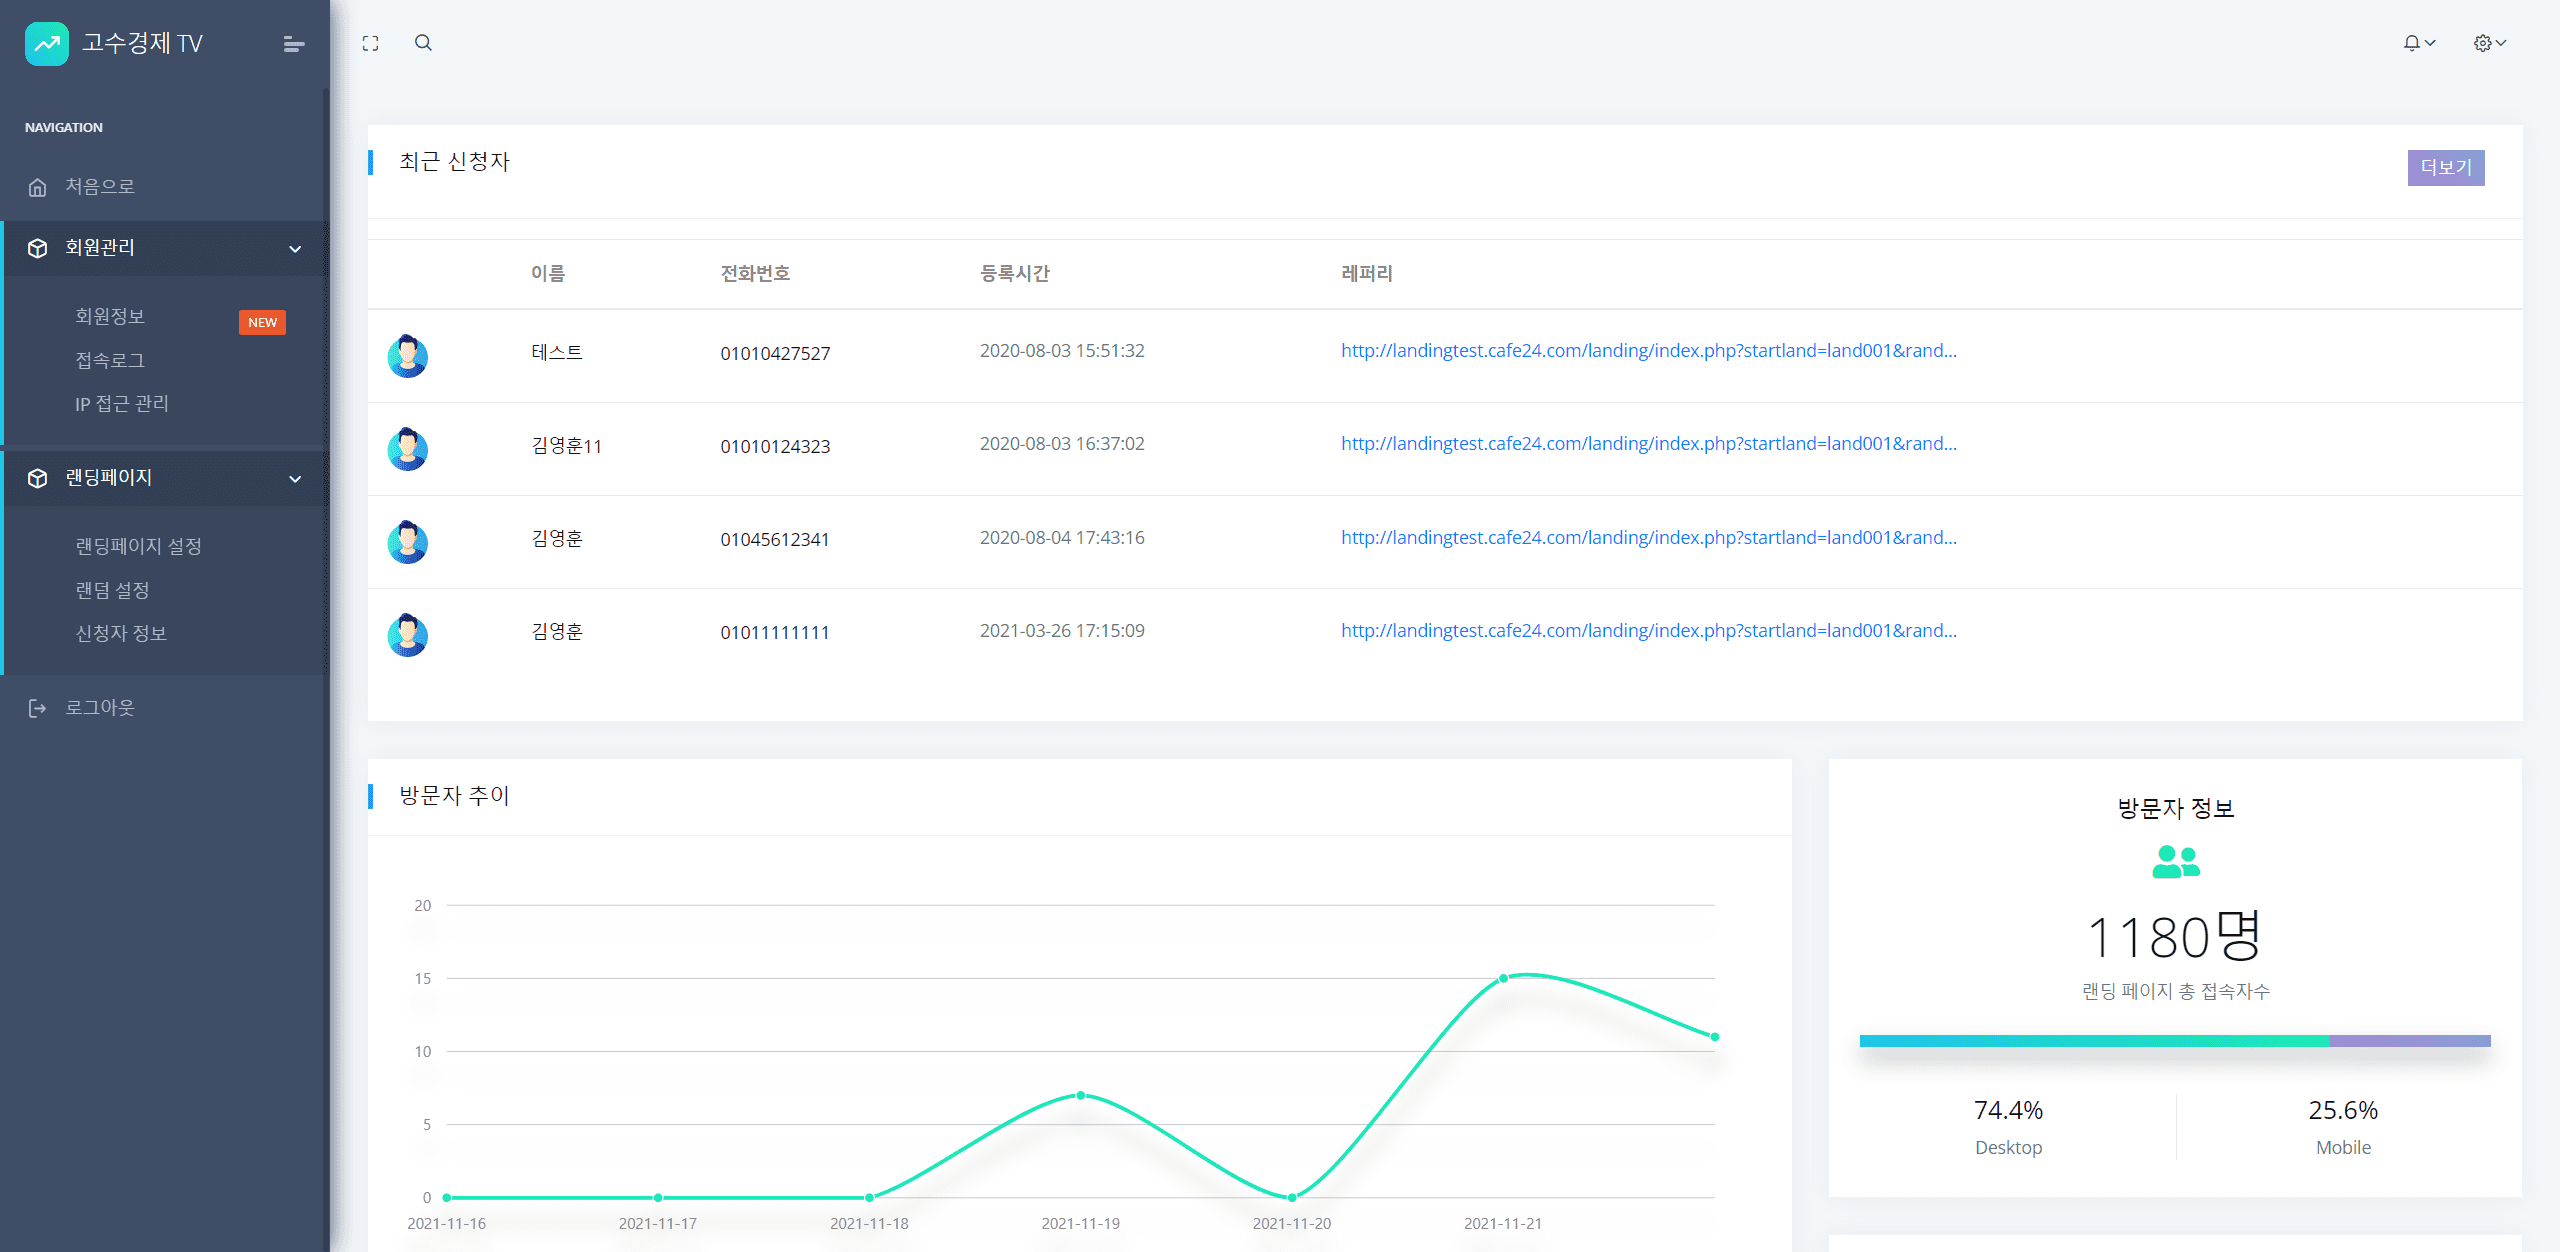 고수경제 TV
NAVIGATION
처음으로
회원관리
회원정보 NEW
접속로그
IP 접근 관리
랜딩페이지
랜딩페이지 설정
랜덤 설정
신청자 정보
로그아웃
최근 신청자
더보기
이름 전화번호 등록시간 레퍼리
테스트 01010427527 2020-08-03 15:51:32 http://landingtest.cafe24.com/landing/index.php?startland=land001&rand...
김영훈11 01010124323 2020-08-03 16:37:02 http://landingtest.cafe24.com/landing/index.php?startland=land001&rand...
김영훈 01045612341 2020-08-04 17:43:16 http://landingtest.cafe24.com/landing/index.php?startland=land001&rand...
김영훈 01011111111 2021-03-26 17:15:09 http://landingtest.cafe24.com/landing/index.php?startland=land001&rand...
방문자 추이
20
15
10
5
0
2021-11-16 2021-11-17 2021-11-18 2021-11-19 2021-11-20 2021-11-21
방문자 정보
1180명
랜딩 페이지 총 접속자수
74.4% 25.6%
Desktop Mobile